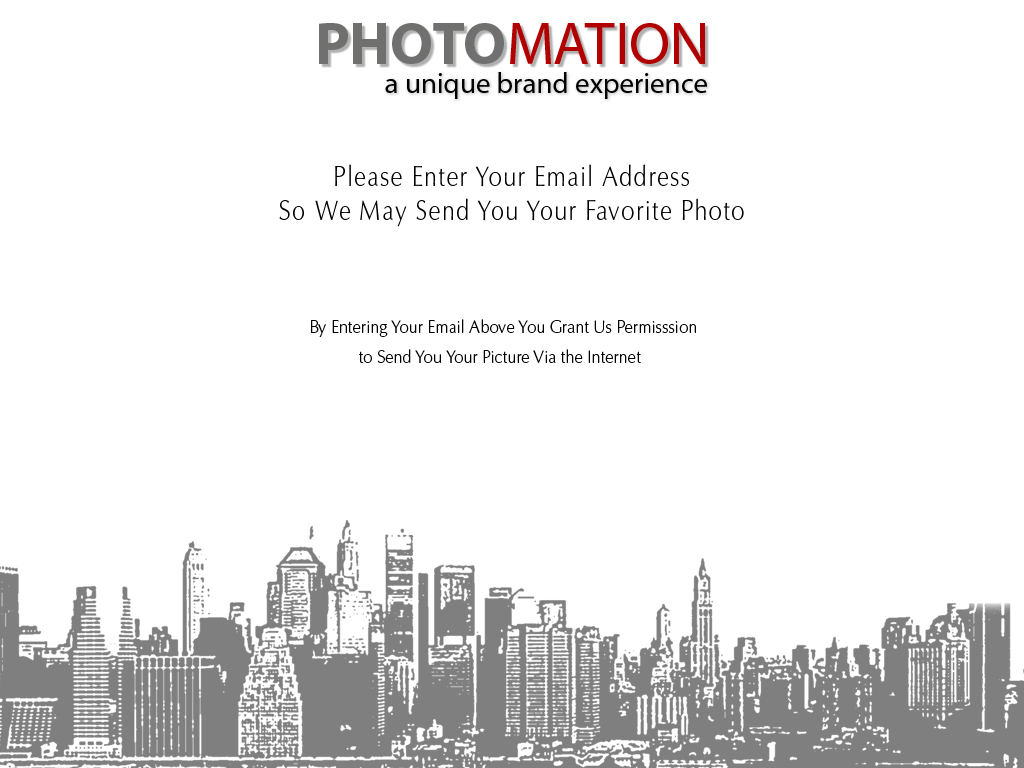 PHOTOMATION
a unique brand experience
Please Enter Your Email Address
So We May Send You Your Favorite Photo
By Entering Your Email Above You Grant Us Permisssion
to Send You Your Picture Via the Internet